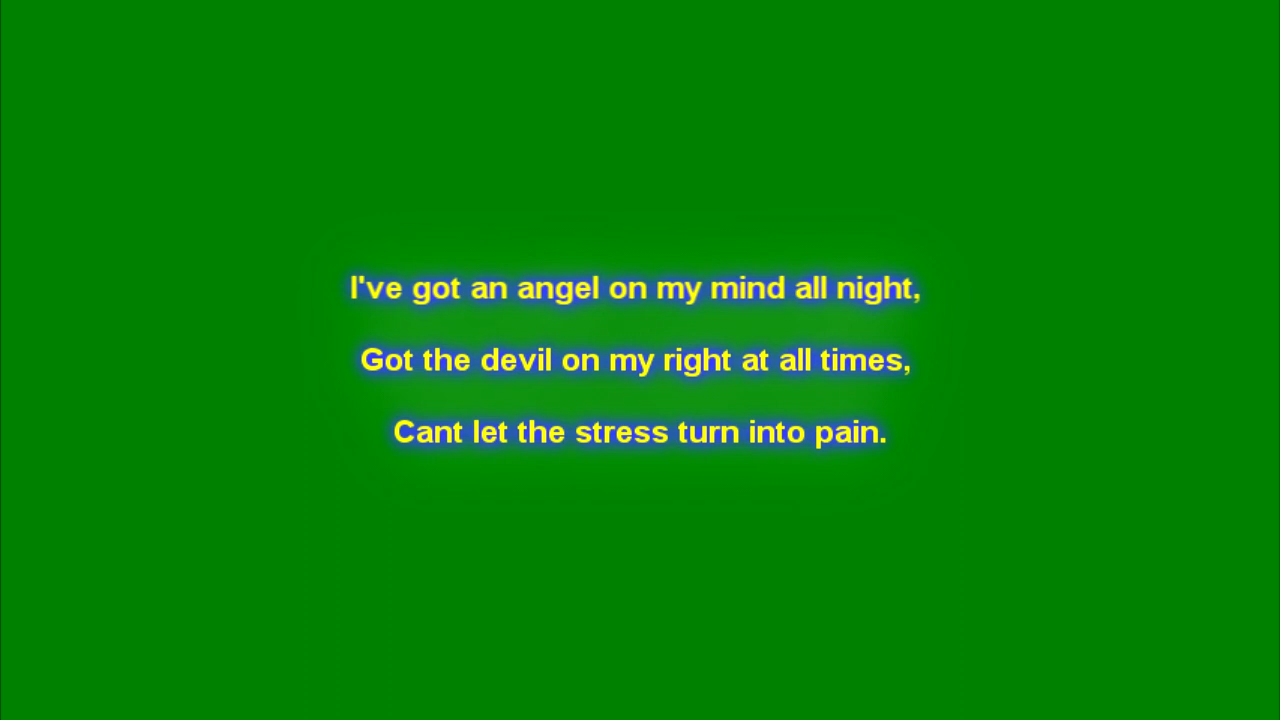 I've got an angel on my mind all night,
Got the devil on my right at all times,
Cant let the stress turn into pain.